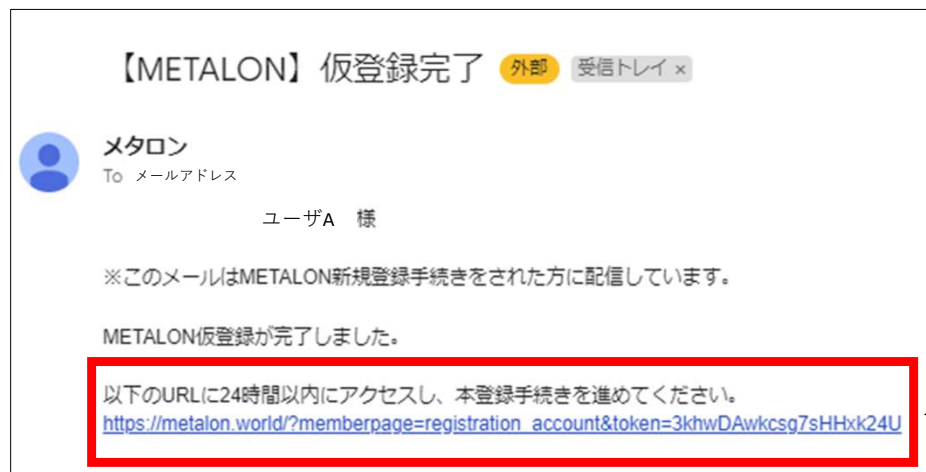 【METALON】仮登録完了 外部 受信トレイ ×
メタロン
To メールアドレス
ユーザA 様
※このメールはMETALON新規登録手続きをされた方に配信しています。
METALON仮登録が完了しました。
以下のURLに24時間以内にアクセスし、本登録手続きを進めてください。
https://metalon.world/?memberpage=registration_account&token=3khwDAwkcsg7sHHxk24U